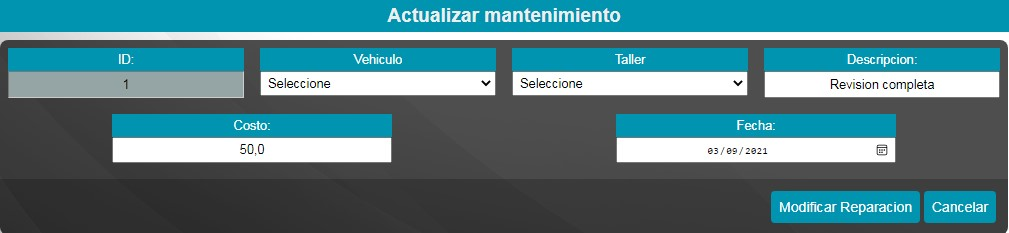 Actualizar mantenimiento
ID: Vehiculo Taller Descripcion:
1 Seleccione Seleccione Revision completa
Costo: Fecha:
50,0 03/09/2021
Modificar Reparacion Cancelar